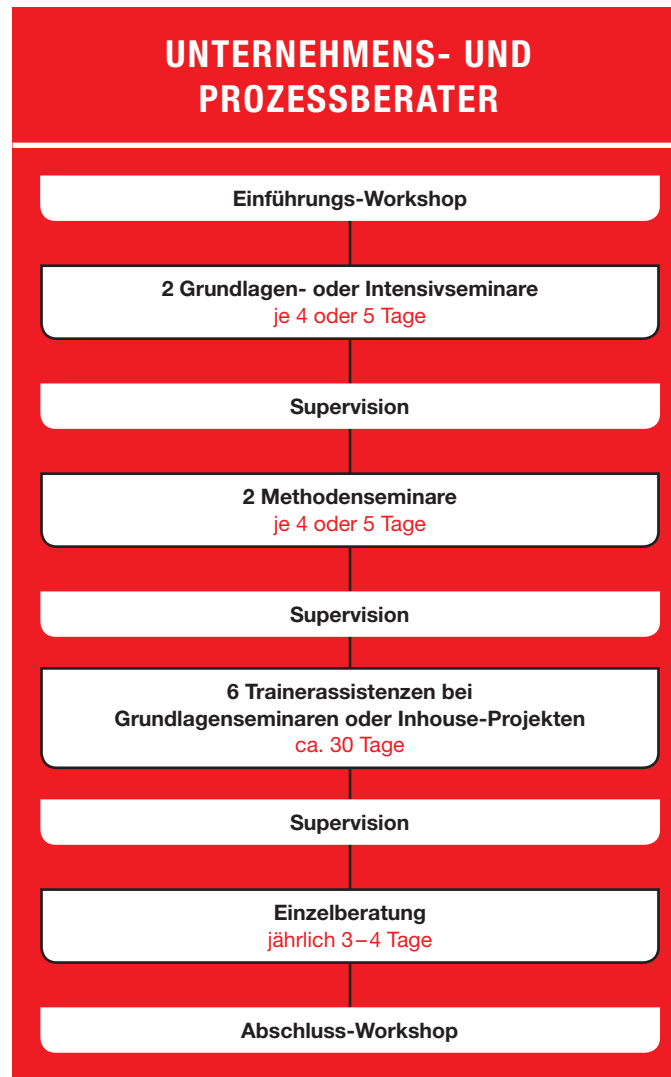 UNTERNEHMENS- UND
PROZESSBERATER
Einführungs-Workshop
2 Grundlagen- oder Intensivseminare
je 4 oder 5 Tage
Supervision
2 Methodenseminare
je 4 oder 5 Tage
Supervision
6 Trainerassistenzen bei
Grundlagenseminaren oder Inhouse-Projekten
ca. 30 Tage
Supervision
Einzelberatung
jährlich 3 – 4 Tage
Abschluss-Workshop